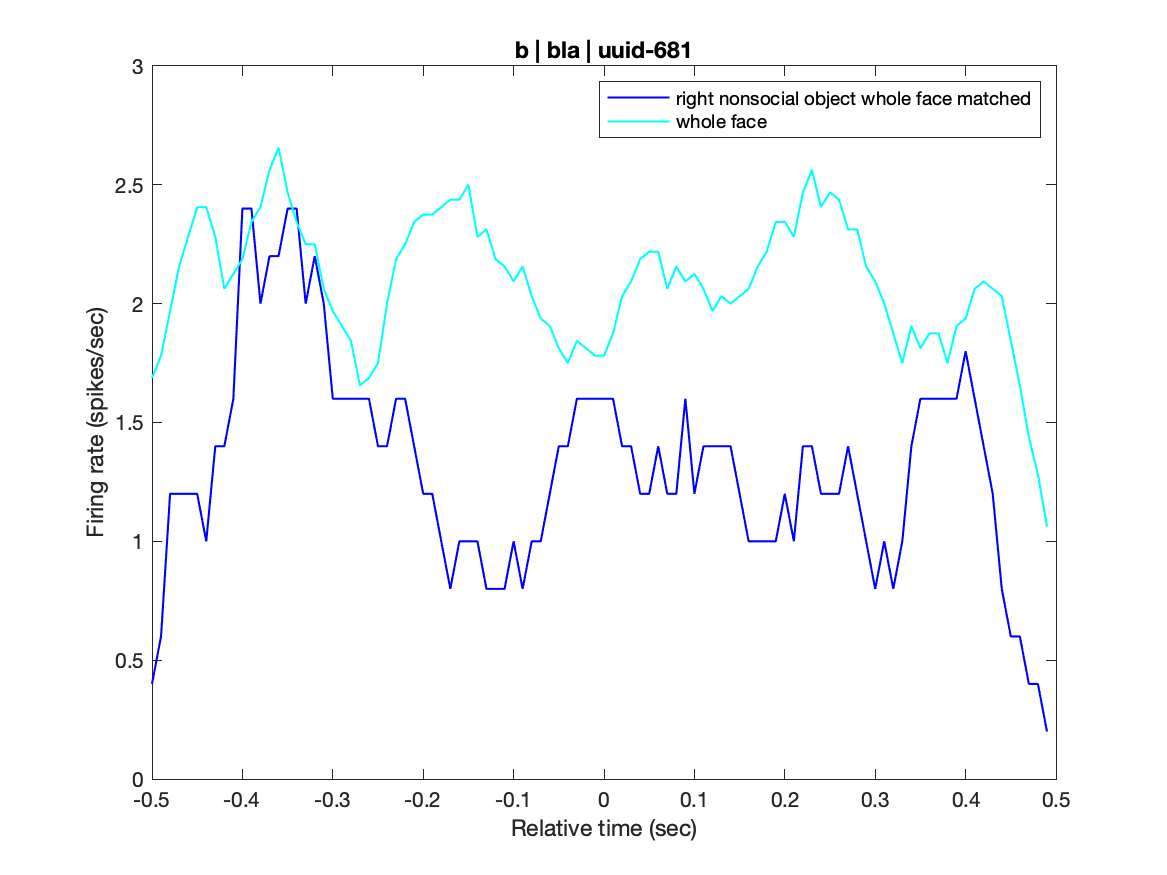 b | bla | uuid-681
right nonsocial object whole face matched
whole face
Firing rate (spikes/sec)
3
2.5
2
1.5
1
0.5
0
-0.5 -0.4 -0.3 -0.2 -0.1 0 0.1 0.2 0.3 0.4 0.5
Relative time (sec)